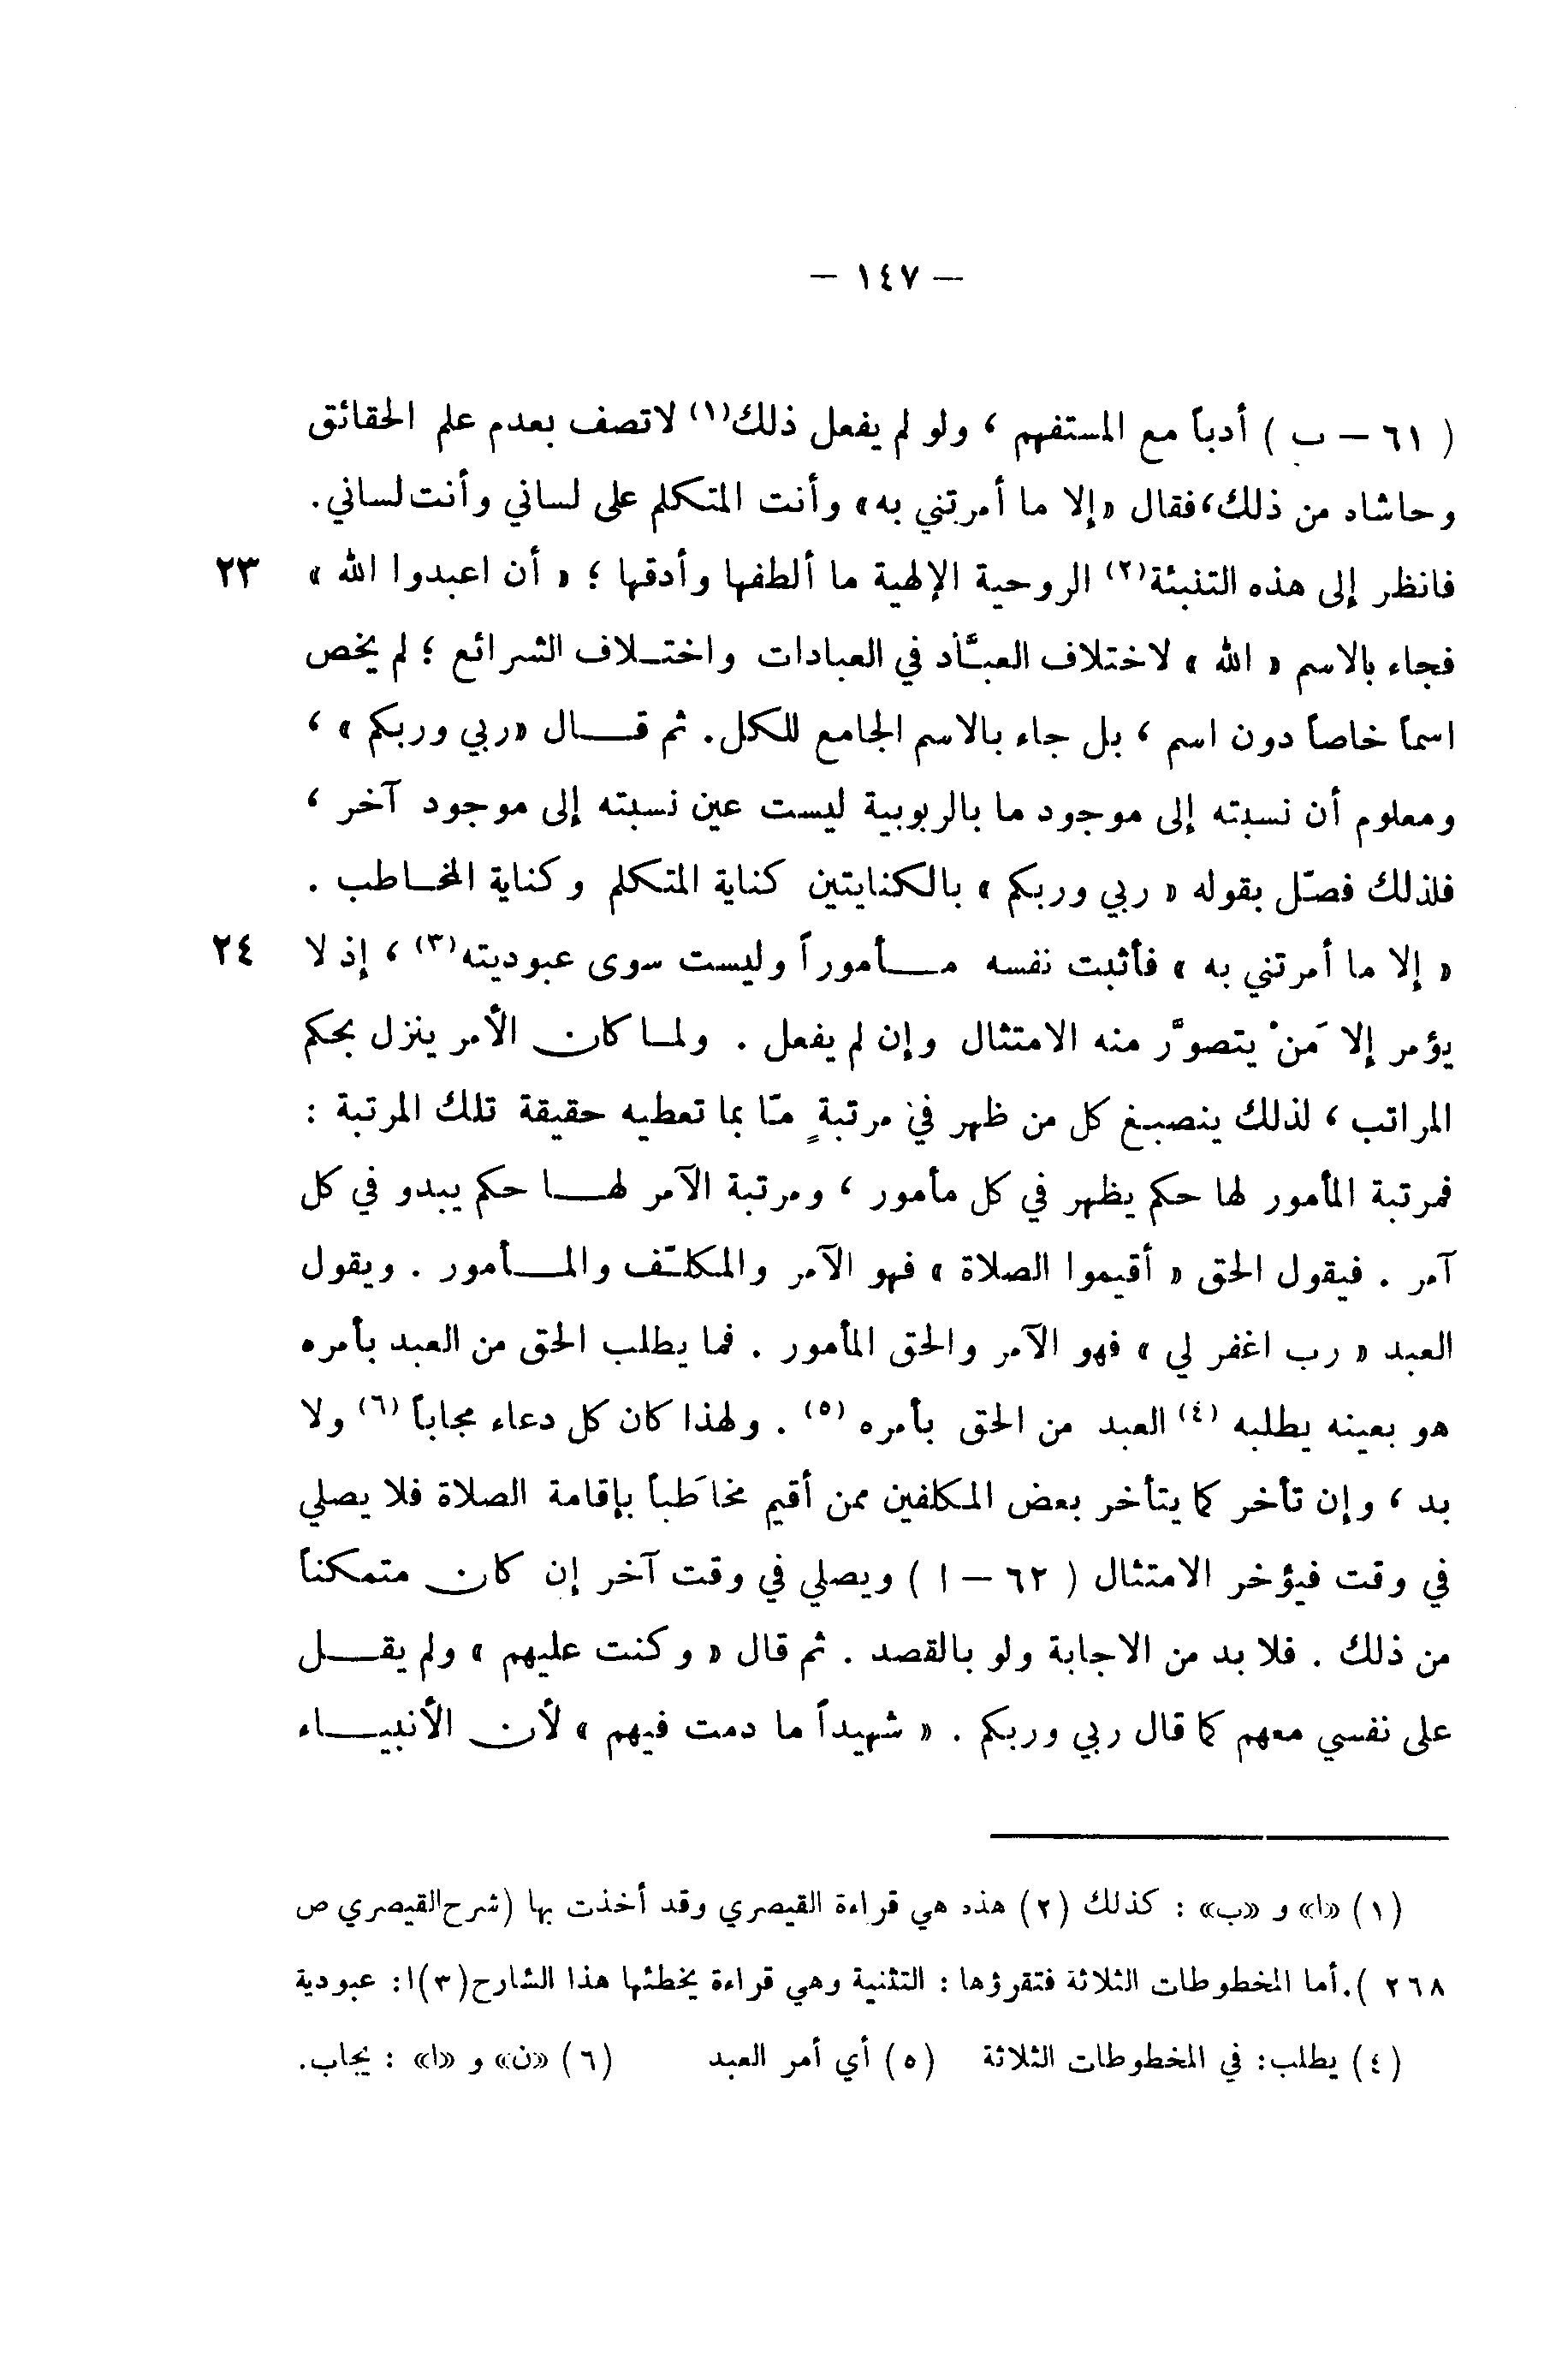 — ١٤٧ —
( ٦١ — ب ) أدباً مع المستفهم ، ولو لم يفعل ذلك(١) لاتصف بعدم علم الحقائق
وحاشاه من ذلك، فقال «إلا ما أمرتني به» وأنت المتكلم على لساني وأنت لساني.
فانظر إلى هذه التنبئة(٢) الروحية الإلهية ما ألطفها وأدقها ؛ « أن اعبدوا الله » ٢٣
فجاء بالاسم « الله » لاختلاف العبَّاد في العبادات واختــلاف الشرائع ؛ لم يخص
اسماً خاصاً دون اسم ، بل جاء بالاسم الجامع للكل. ثم قــــال «ربي وربكم » ،
ومعلوم أن نسبته إلى موجود ما بالربوبية ليست عين نسبته إلى موجود آخر ،
فلذلك فصّل بقوله « ربي وربكم » بالكنايتين كناية المتكلم وكناية المخــاطب .
« إلا ما أمرتني به » فأثبت نفسه مــــأموراً وليست سوى عبوديته(٣) ، إذ لا ٢٤
يؤمر إلا مَنْ يتصوَّر منه الامتثال وإن لم يفعل . ولمــا كان الأمر ينزل بحكم
المراتب ، لذلك ينصبــغ كل من ظهر في مرتبةٍ مّا بما تعطيه حقيقة تلك المرتبة :
فمرتبة المأمور لها حكم يظهر في كل مأمور ، ومرتبة الآمر لهــــا حكم يبدو في كل
آمر . فيقول الحق « أقيموا الصلاة » فهو الآمر والمكلَّف والمــــأمور . ويقول
العبد « رب اغفر لي » فهو الآمر والحق المأمور . فما يطلب الحق من العبد بأمره
هو بعينه يطلبه (٤) العبد من الحق بأمره (٥) . ولهذا كان كل دعاء مجاباً (٦) ولا
بد ، وإن تأخر كما يتأخر بعض المكلفين ممن أقيم مخاطَباً بإقامة الصلاة فلا يصلي
في وقت فيؤخر الامتثال ( ٦٢ — ا ) ويصلي في وقت آخر إن كان متمكناً
من ذلك . فلا بد من الاجابة ولو بالقصد . ثم قال « وكنت عليهم » ولم يقــــل
على نفسي معهم كما قال ربي وربكم . « شهيداً ما دمت فيهم » لأن الأنبيــــاء
(١) «ا» و «ب» : كذلك (٢) هذه هي قراءة القيصري وقد أخذت بها (شرح القيصري ص
٢٦٨ ). أما المخطوطات الثلاثة فتقرؤها : التثنية وهي قراءة يخطئها هذا الشارح (٣) ا: عبودية
(٤) يطلب: في المخطوطات الثلاثة (٥) أي أمر العبد (٦) «ن» و «ا» : يجاب.